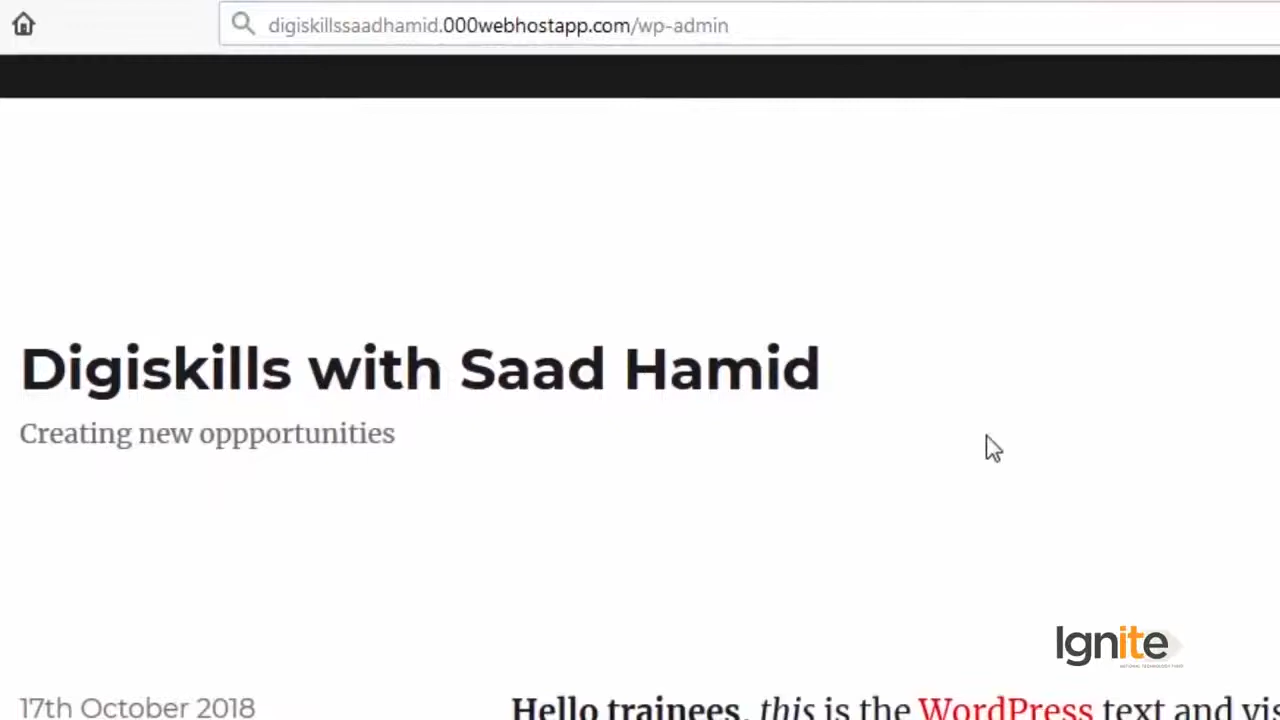 digiskillssaadhamid.000webhostapp.com/wp-admin
Digiskills with Saad Hamid
Creating new oppportunities
Ignite
17th October 2018
Hello trainees, this is the WordPress text and vis